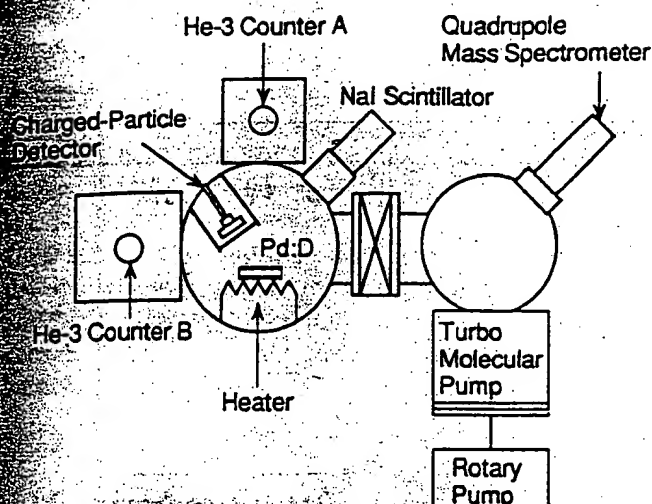 He-3 Counter A
Quadrupole
Mass Spectrometer
NaI Scintillator
Charged-Particle
Detector
Pd:D
He-3 Counter B
Heater
Turbo
Molecular
Pump
Rotary
Pump